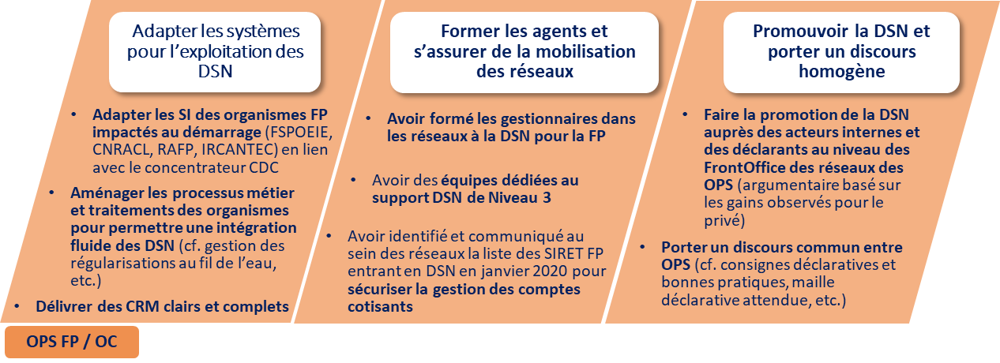 Adapter les systèmes
pour l'exploitation des
DSN
• Adapter les SI des organismes FP
impactés au démarrage (FSPOEIE,
CNRACL, RAFP, IRCANTEC) en lien
avec le concentrateur CDC
• Aménager les processus métier
et traitements des organismes
pour permettre une intégration
fluide des DSN (cf. gestion des
régularisations au fil de l'eau,
etc.)
• Délivrer des CRM clairs et complets
Former les agents et
s'assurer de la mobilisation
des réseaux
• Avoir formé les gestionnaires dans
les réseaux à la DSN pour la FP
• Avoir des équipes dédiées au
support DSN de Niveau 3
• Avoir identifié et communiqué au
sein des réseaux la liste des SIRET FP
entrant en DSN en janvier 2020 pour
sécuriser la gestion des comptes
cotisants
Promouvoir la DSN et
porter un discours
homogène
• Faire la promotion de la DSN
auprès des acteurs internes et
des déclarants au niveau des
FrontOffice des réseaux des
OPS (argumentaire basé sur
les gains observés pour le
privé)
• Porter un discours commun entre
OPS (cf. consignes déclaratives et
bonnes pratiques, maille
déclarative attendue, etc.)
OPS FP / OC